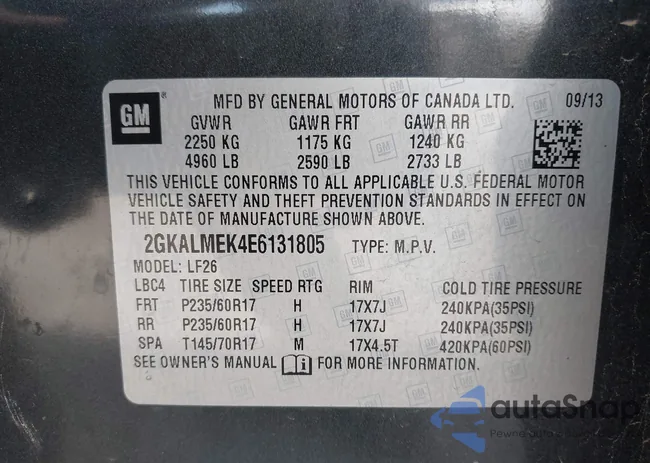 GM
MFD BY GENERAL MOTORS OF CANADA LTD. 09/13
GVWR GAWR FRT GAWR RR
2250 KG 1175 KG 1240 KG
4960 LB 2590 LB 2733 LB
THIS VEHICLE CONFORMS TO ALL APPLICABLE U.S. FEDERAL MOTOR
VEHICLE SAFETY AND THEFT PREVENTION STANDARDS IN EFFECT ON
THE DATE OF MANUFACTURE SHOWN ABOVE.
2GKALMEK4E6131805 TYPE: M.P.V.
MODEL: LF26
LBC4 TIRE SIZE SPEED RTG RIM COLD TIRE PRESSURE
FRT P235/60R17 H 17X7J 240KPA(35PSI)
RR P235/60R17 H 17X7J 240KPA(35PSI)
SPA T145/70R17 M 17X4.5T 420KPA(60PSI)
SEE OWNER'S MANUAL i FOR MORE INFORMATION.
autoSnap